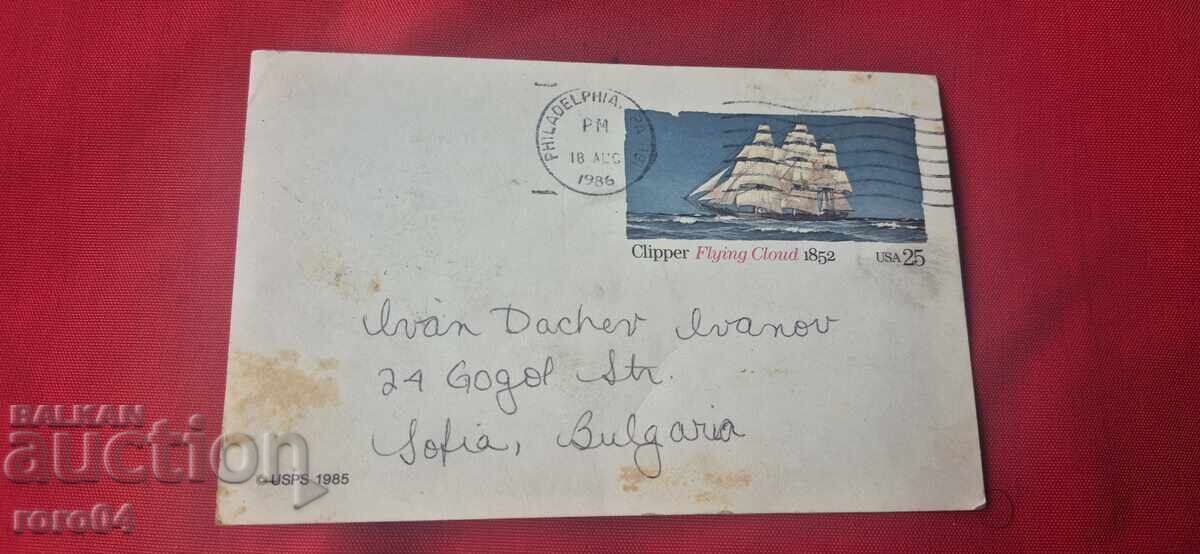 PHILADELPHIA, PA 191
PM
18 AUG
1986
Clipper Flying Cloud 1852 USA 25
Ivan Dachev Ivanov
24 Gogol Str.
Sofia, Bulgaria
© USPS 1985
BALKAN
auction
roro64